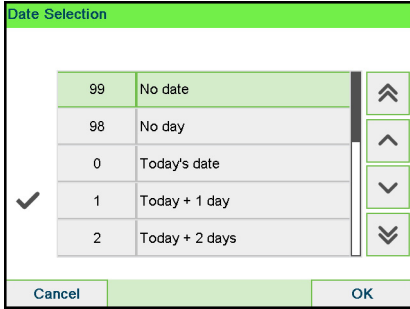 Date Selection
99 No date
98 No day
0 Today's date
1 Today + 1 day
2 Today + 2 days
Cancel OK